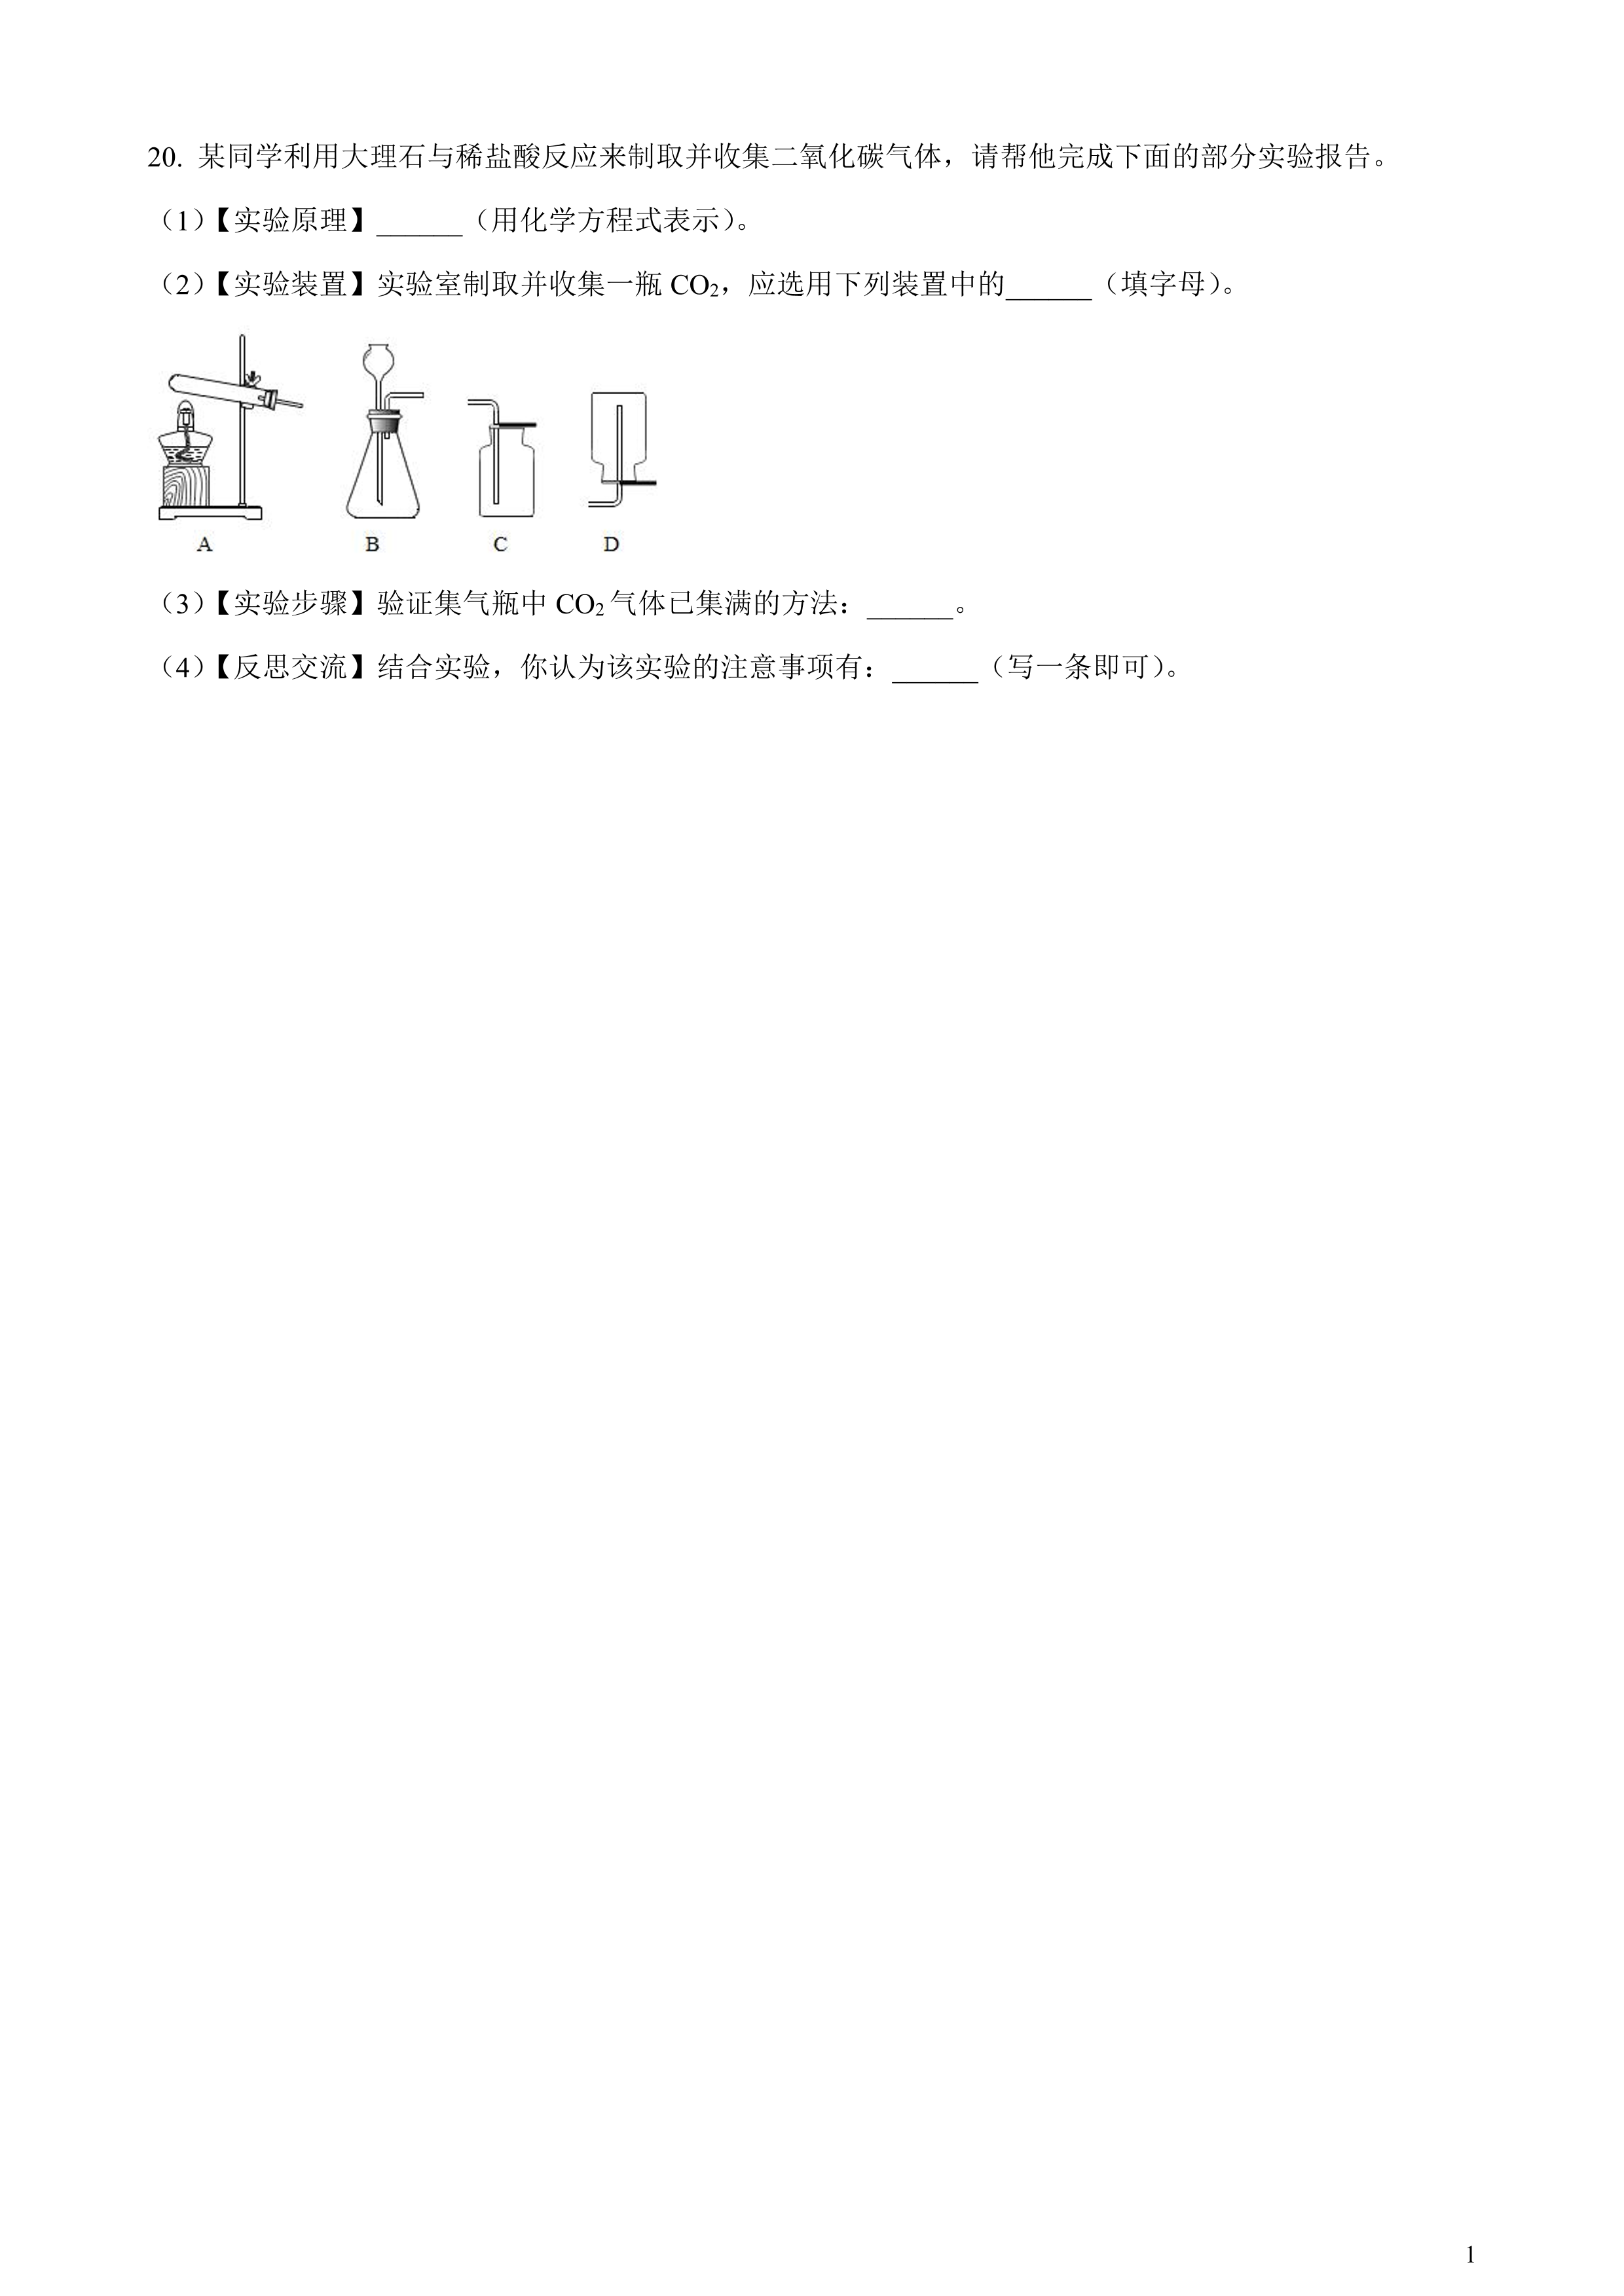 20. 某同学利用大理石与稀盐酸反应来制取并收集二氧化碳气体，请帮他完成下面的部分实验报告。
（1）【实验原理】______（用化学方程式表示）。
（2）【实验装置】实验室制取并收集一瓶 CO₂，应选用下列装置中的______（填字母）。
A B C D
（3）【实验步骤】验证集气瓶中 CO₂ 气体已集满的方法：______。
（4）【反思交流】结合实验，你认为该实验的注意事项有：______（写一条即可）。
1